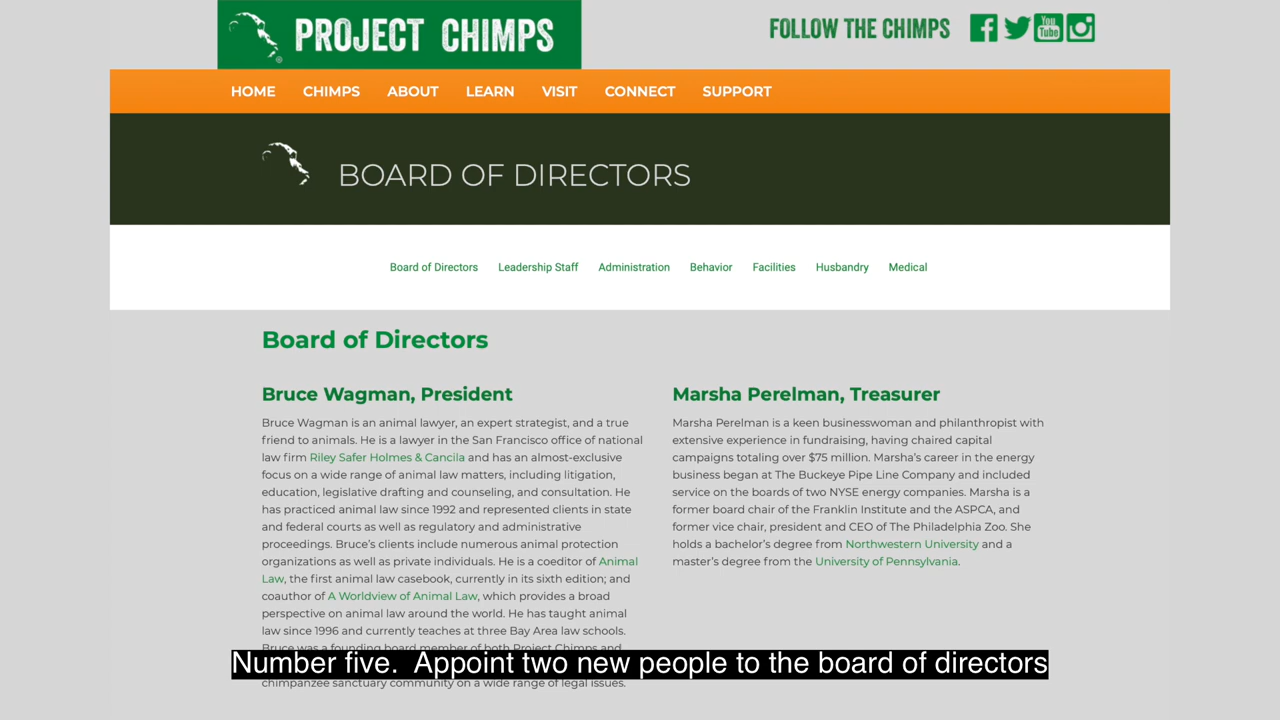 PROJECT CHIMPS
FOLLOW THE CHIMPS
You
Tube
HOME CHIMPS ABOUT LEARN VISIT CONNECT SUPPORT
BOARD OF DIRECTORS
Board of Directors Leadership Staff Administration Behavior Facilities Husbandry Medical
Board of Directors
Bruce Wagman, President
Bruce Wagman is an animal lawyer, an expert strategist, and a true
friend to animals. He is a lawyer in the San Francisco office of national
law firm Riley Safer Holmes & Cancila and has an almost-exclusive
focus on a wide range of animal law matters, including litigation,
education, legislative drafting and counseling, and consultation. He
has practiced animal law since 1992 and represented clients in state
and federal courts as well as regulatory and administrative
proceedings. Bruce's clients include numerous animal protection
organizations as well as private individuals. He is a coeditor of Animal
Law, the first animal law casebook, currently in its sixth edition; and
coauthor of A Worldview of Animal Law, which provides a broad
perspective on animal law around the world. He has taught animal
law since 1996 and currently teaches at three Bay Area law schools.
Bruce was a founding board member of both Project Chimps and
chimpanzee sanctuary community on a wide range of legal issues.
Marsha Perelman, Treasurer
Marsha Perelman is a keen businesswoman and philanthropist with
extensive experience in fundraising, having chaired capital
campaigns totaling over $75 million. Marsha's career in the energy
business began at The Buckeye Pipe Line Company and included
service on the boards of two NYSE energy companies. Marsha is a
former board chair of the Franklin Institute and the ASPCA, and
former vice chair, president and CEO of The Philadelphia Zoo. She
holds a bachelor's degree from Northwestern University and a
master's degree from the University of Pennsylvania.
Number five. Appoint two new people to the board of directors